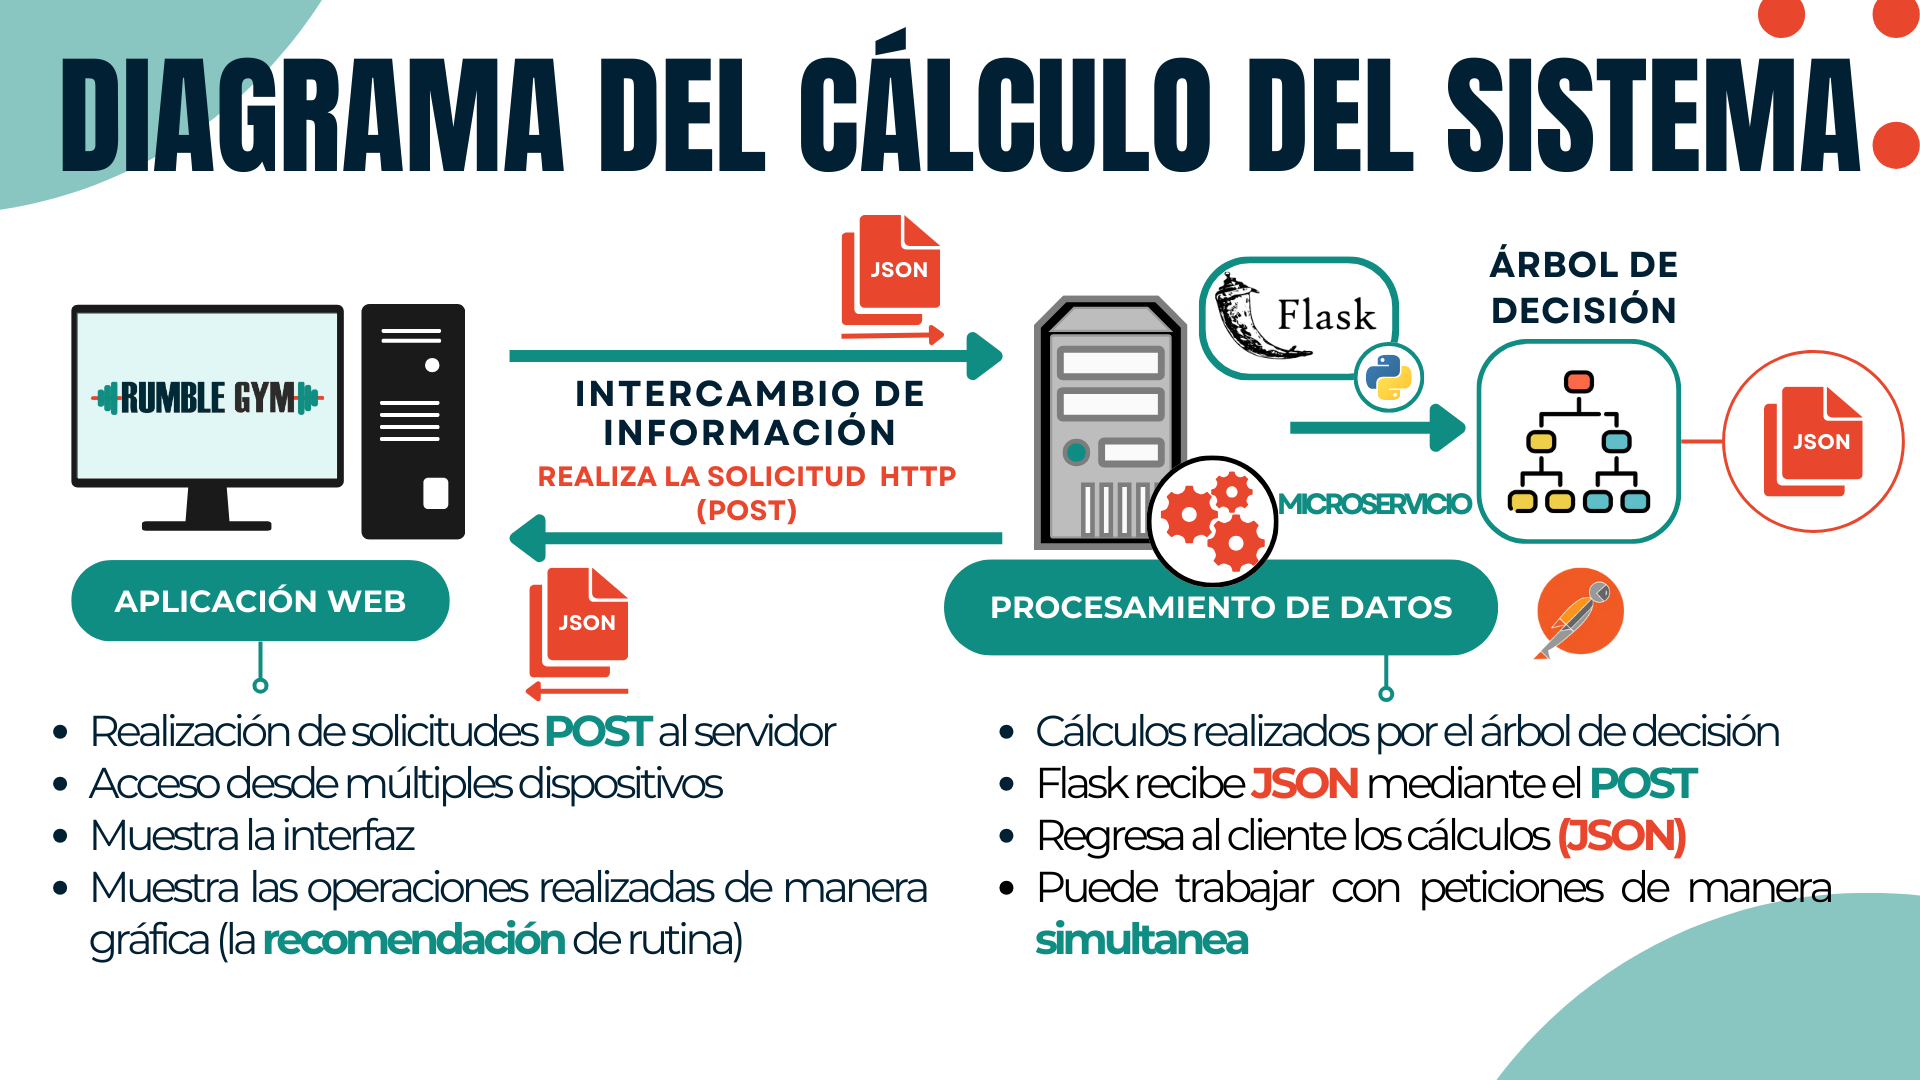 DIAGRAMA DEL CÁLCULO DEL SISTEMA
JSON
Flask
ÁRBOL DE
DECISIÓN
RUMBLE GYM
INTERCAMBIO DE
INFORMACIÓN
REALIZA LA SOLICITUD HTTP
(POST)
JSON
MICROSERVICIO
APLICACIÓN WEB
JSON
PROCESAMIENTO DE DATOS
• Realización de solicitudes POST al servidor
• Acceso desde múltiples dispositivos
• Muestra la interfaz
• Muestra las operaciones realizadas de manera
gráfica (la recomendación de rutina)
• Cálculos realizados por el árbol de decisión
• Flask recibe JSON mediante el POST
• Regresa al cliente los cálculos (JSON)
• Puede trabajar con peticiones de manera
simultanea